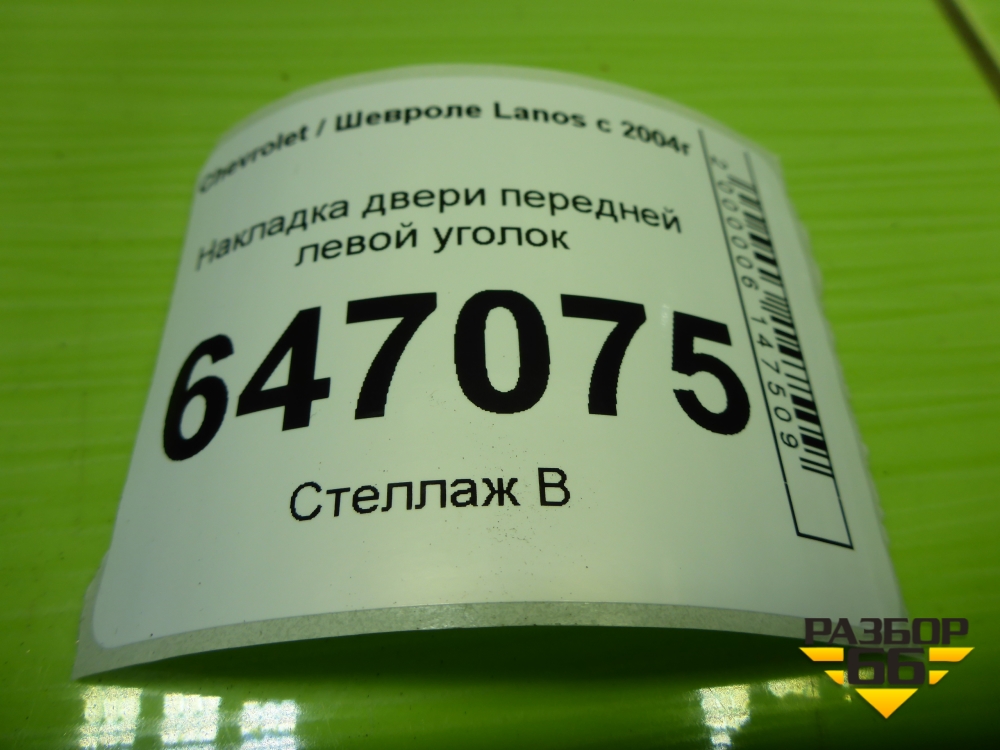 Chevrolet / Шевроле Lanos с 2004г
Накладка двери передней
левой уголок
647075
Стеллаж В
2000006147509
РАЗБОР
66